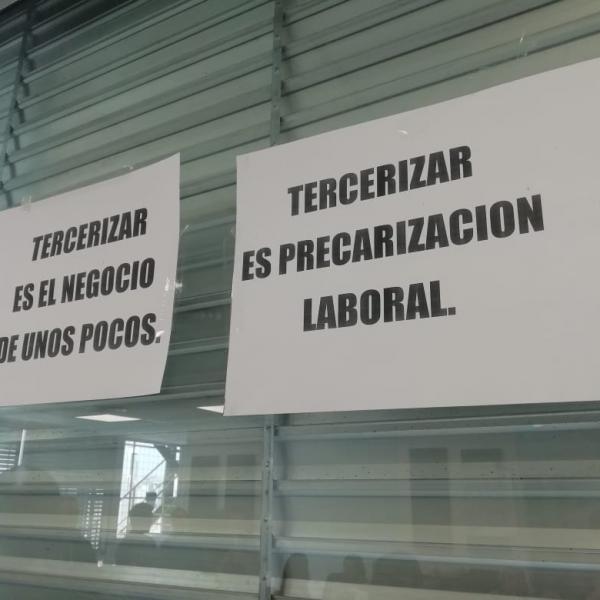 TERCERIZAR
ES EL NEGOCIO
DE UNOS POCOS.
TERCERIZAR
ES PRECARIZACION
LABORAL.